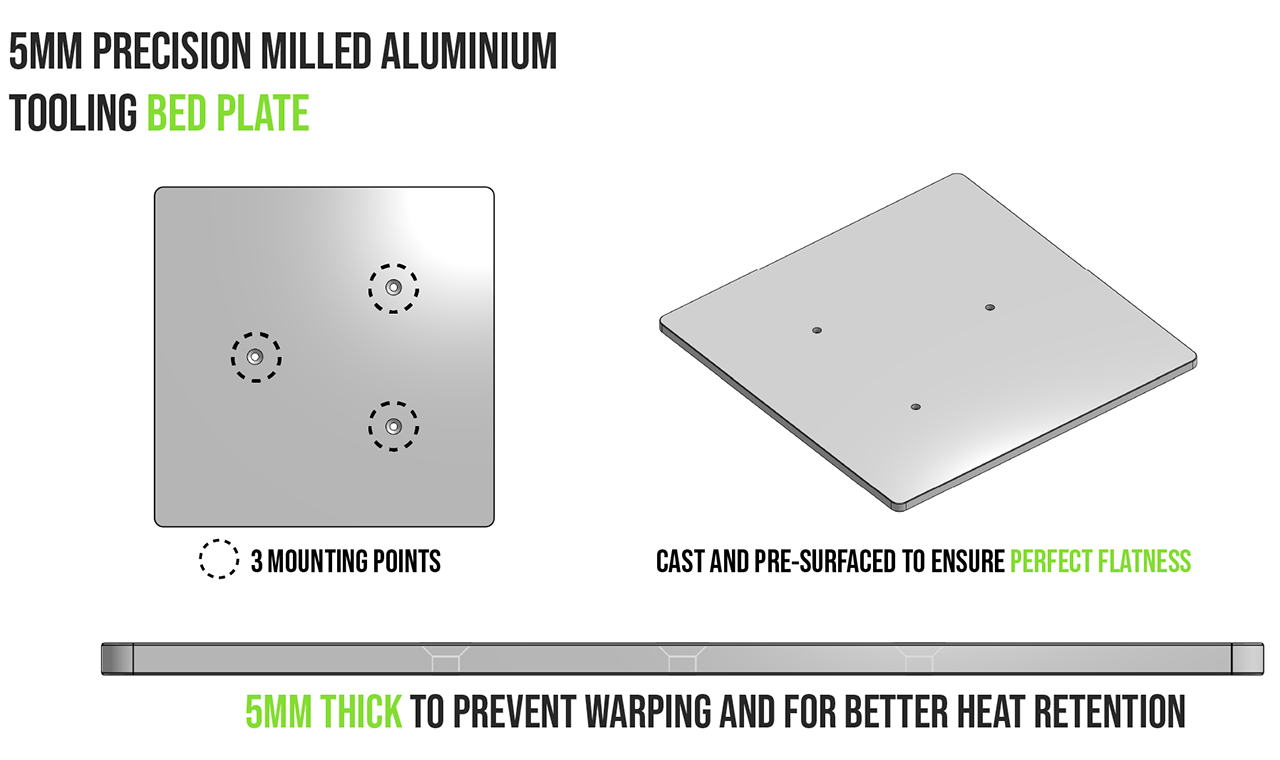 5MM PRECISION MILLED ALUMINIUM
TOOLING BED PLATE
3 MOUNTING POINTS
CAST AND PRE-SURFACED TO ENSURE PERFECT FLATNESS
5MM THICK TO PREVENT WARPING AND FOR BETTER HEAT RETENTION